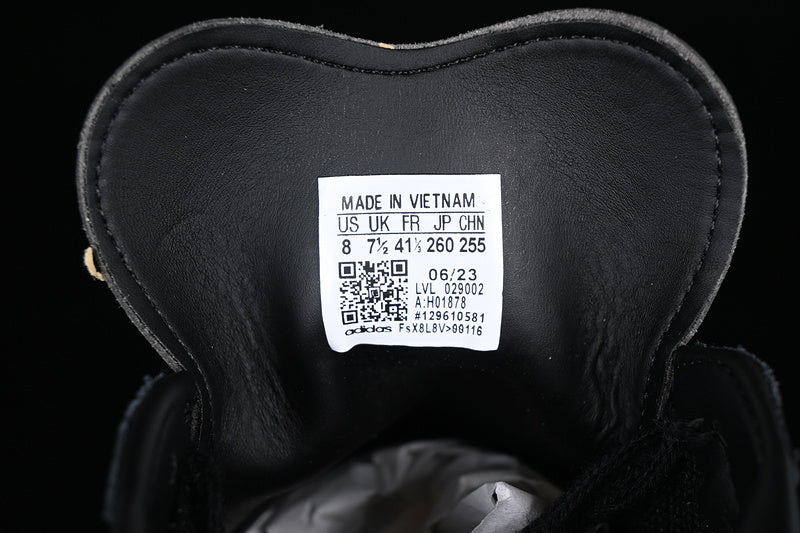 MADE IN VIETNAM
US UK FR JP CHN
8 7½ 41⅓ 260 255
06/23
LVL 029002
A:H01878
#129610581
adidas FsX8L8V>00116